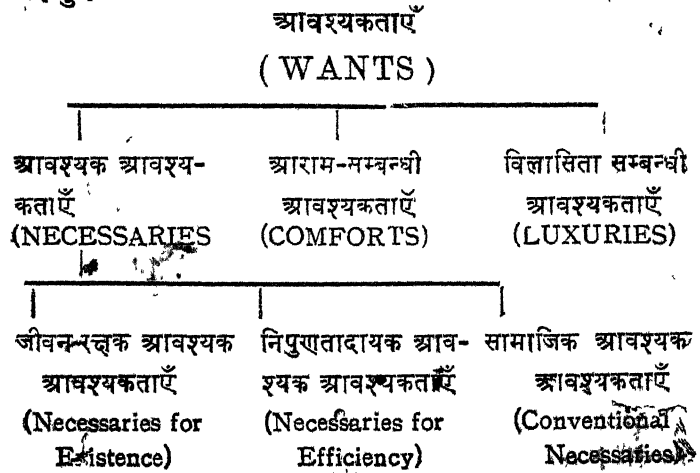 आवश्यकताएँ
(WANTS)
आवश्यक आवश्य- आराम-सम्बन्धी विलासिता सम्बन्धी
कताएँ आवश्यकताएँ आवश्यकताएँ
(NECESSARIES (COMFORTS) (LUXURIES)
जीवन-रक्षक आवश्यक निपुणतादायक आव- सामाजिक आवश्यक
आवश्यकताएँ श्यक आवश्यकताएँ आवश्यकताएँ
(Necessaries for (Necessaries for (Conventional
Existence) Efficiency) Necessaries)